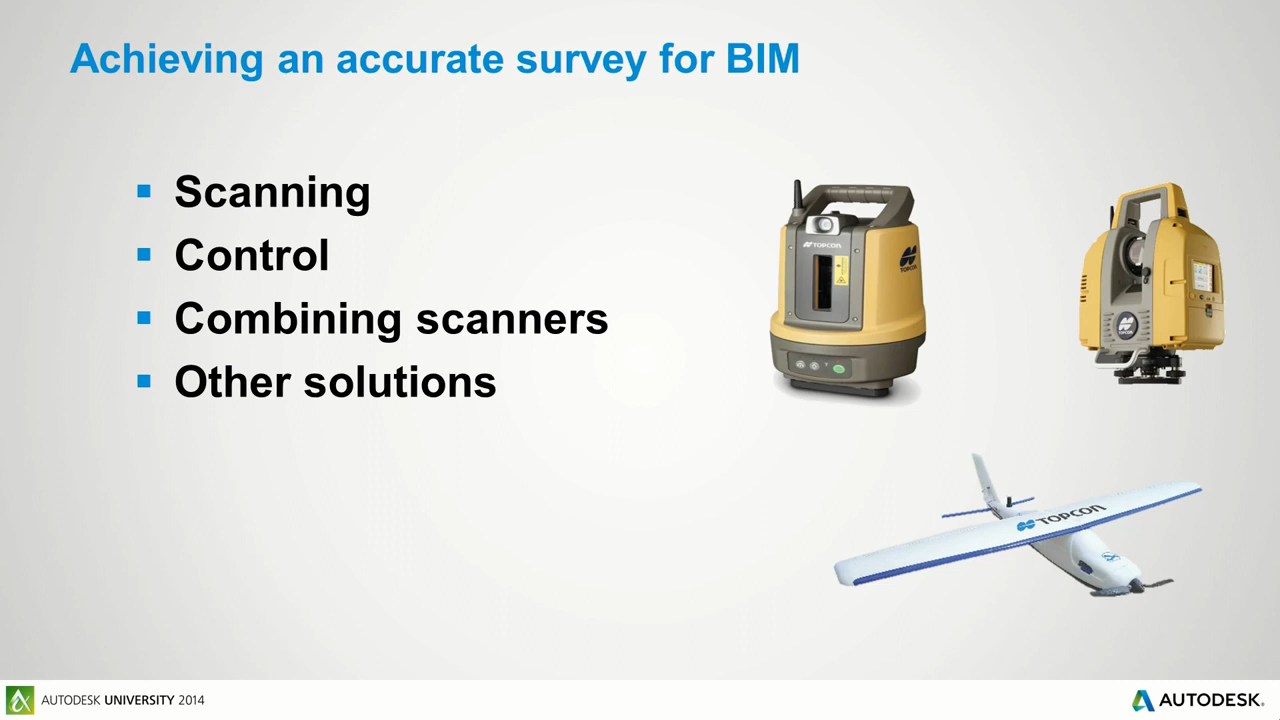 Achieving an accurate survey for BIM
Scanning
Control
Combining scanners
Other solutions
TOPCON
TOPCON
TOPCON
TOPCON
AUTODESK UNIVERSITY 2014
AUTODESK.